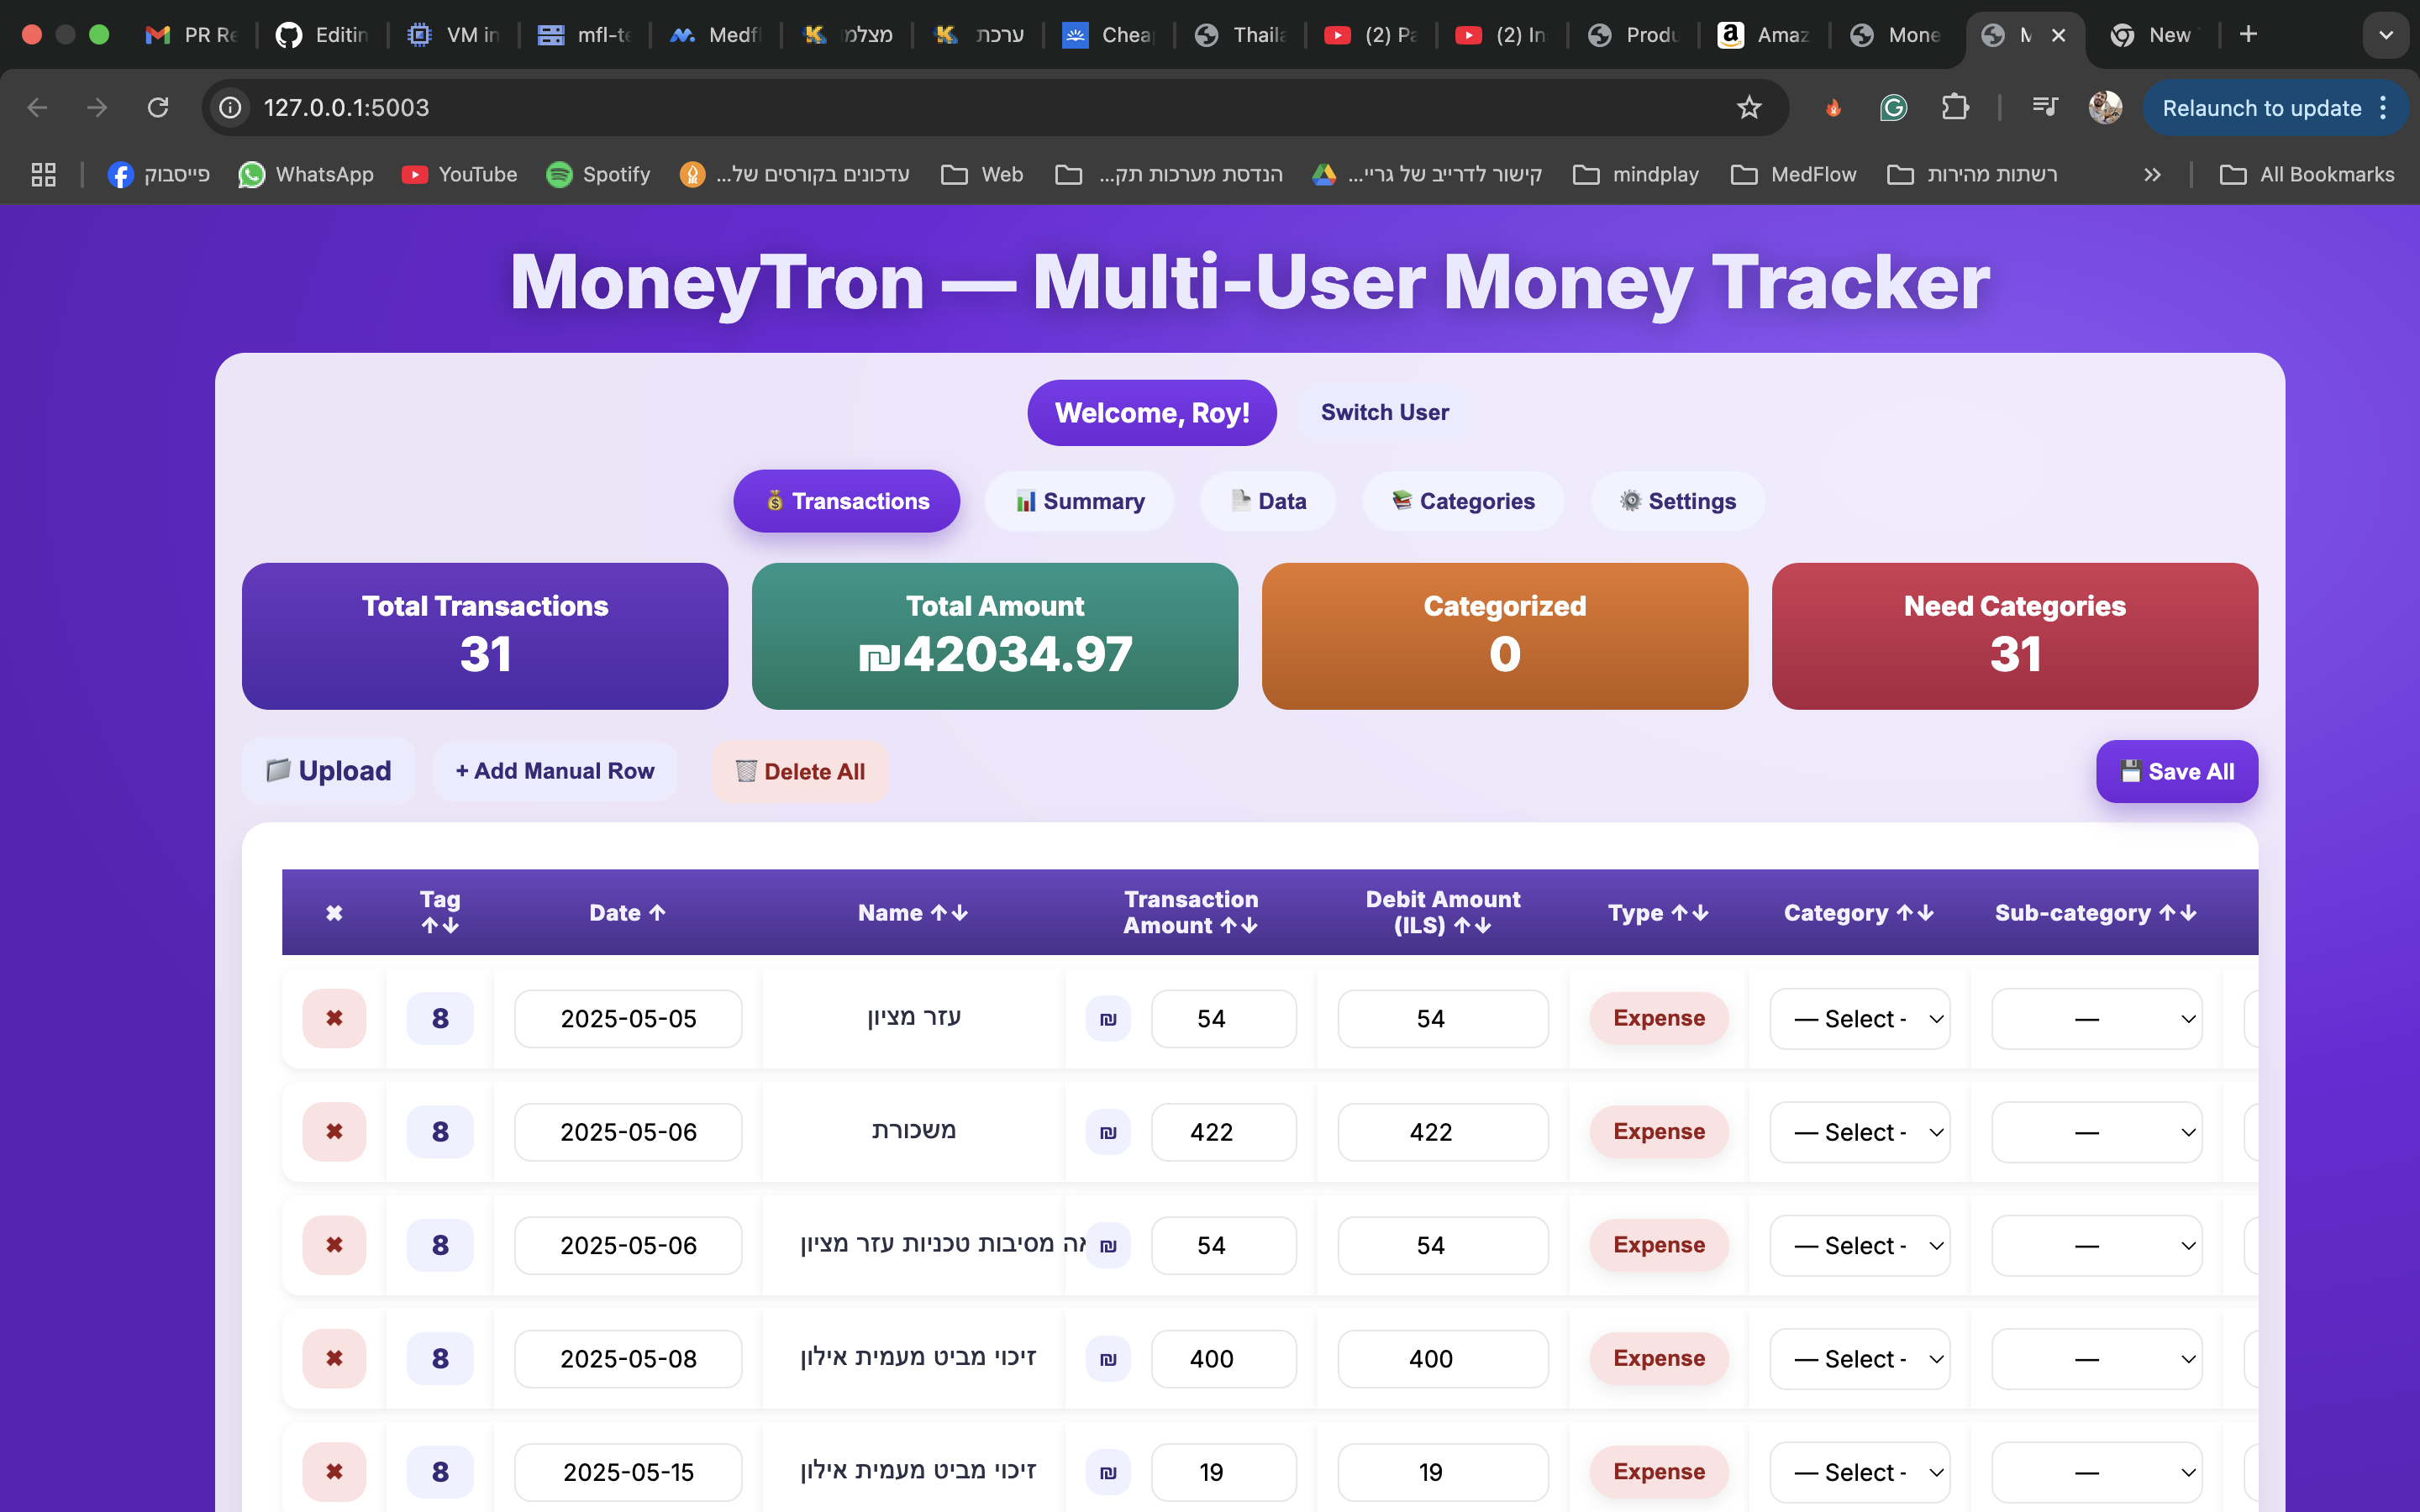 PR Re
Editin
VM in
mfl-te
Medfl
מצלמ
ערכת
Chea
Thaila
(2) Pa
(2) In
Produ
Amaz
Mone
M
New
127.0.0.1:5003
Relaunch to update
פייסבוק
WhatsApp
YouTube
Spotify
עדכונים בקורסים של...
Web
הנדסת מערכות תק...
קישור לדרייב של גריי...
mindplay
MedFlow
רשתות מהירות
All Bookmarks
MoneyTron — Multi-User Money Tracker
Welcome, Roy!
Switch User
Transactions
Summary
Data
Categories
Settings
Total Transactions
31
Total Amount
₪42034.97
Categorized
0
Need Categories
31
Upload
+ Add Manual Row
Delete All
Save All
✖ Tag ↑↓ Date ↑ Name ↑↓ Transaction Amount ↑↓ Debit Amount (ILS) ↑↓ Type ↑↓ Category ↑↓ Sub-category ↑↓
✖ 8 2025-05-05 עזר מציון ₪ 54 54 Expense — Select - —
✖ 8 2025-05-06 משכורת ₪ 422 422 Expense — Select - —
✖ 8 2025-05-06 אה מסיבות טכניות עזר מציון ₪ 54 54 Expense — Select - —
✖ 8 2025-05-08 זיכוי מביט מעמית אילון ₪ 400 400 Expense — Select - —
✖ 8 2025-05-15 זיכוי מביט מעמית אילון ₪ 19 19 Expense — Select - —